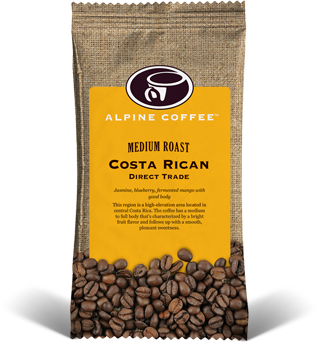 ALPINE COFFEE™
MEDIUM ROAST
COSTA RICAN
DIRECT TRADE
Jasmine, blueberry, fermented mango with
good body
This region is a high-elevation area located in
central Costa Rica. The coffee has a medium
to full body that's characterized by a bright
fruit flavor and follows up with a smooth,
pleasant sweetness.